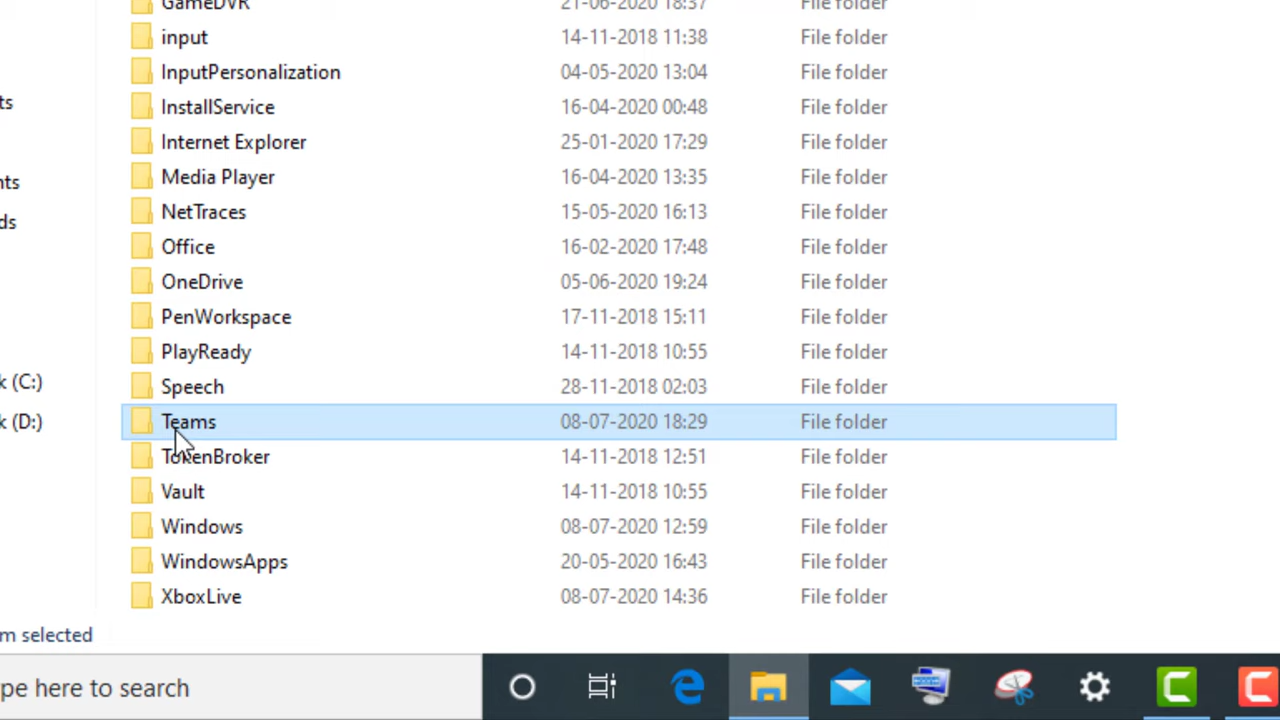 GameDVR 21-06-2020 18:37 File folder
input 14-11-2018 11:38 File folder
InputPersonalization 04-05-2020 13:04 File folder
ts
InstallService 16-04-2020 00:48 File folder
Internet Explorer 25-01-2020 17:29 File folder
Media Player 16-04-2020 13:35 File folder
nts
NetTraces 15-05-2020 16:13 File folder
ds
Office 16-02-2020 17:48 File folder
OneDrive 05-06-2020 19:24 File folder
PenWorkspace 17-11-2018 15:11 File folder
PlayReady 14-11-2018 10:55 File folder
k (C:)
Speech 28-11-2018 02:03 File folder
k (D:)
Teams 08-07-2020 18:29 File folder
TokenBroker 14-11-2018 12:51 File folder
Vault 14-11-2018 10:55 File folder
Windows 08-07-2020 12:59 File folder
WindowsApps 20-05-2020 16:43 File folder
XboxLive 08-07-2020 14:36 File folder
m selected
pe here to search